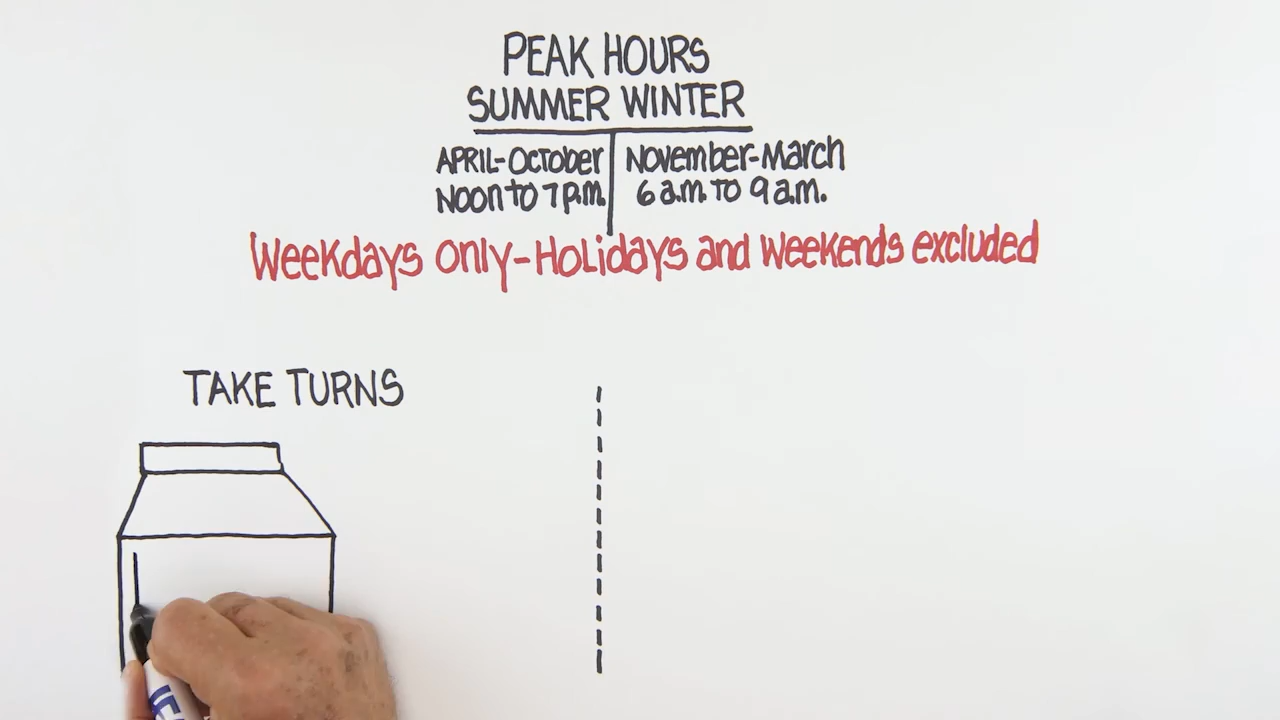 PEAK HOURS
SUMMER WINTER
APRIL-OCTOBER
NOON TO 7 P.M.
NOVEMBER-MARCH
6 a.m. TO 9 a.m.
Weekdays only-Holidays and weekends excluded
TAKE TURNS